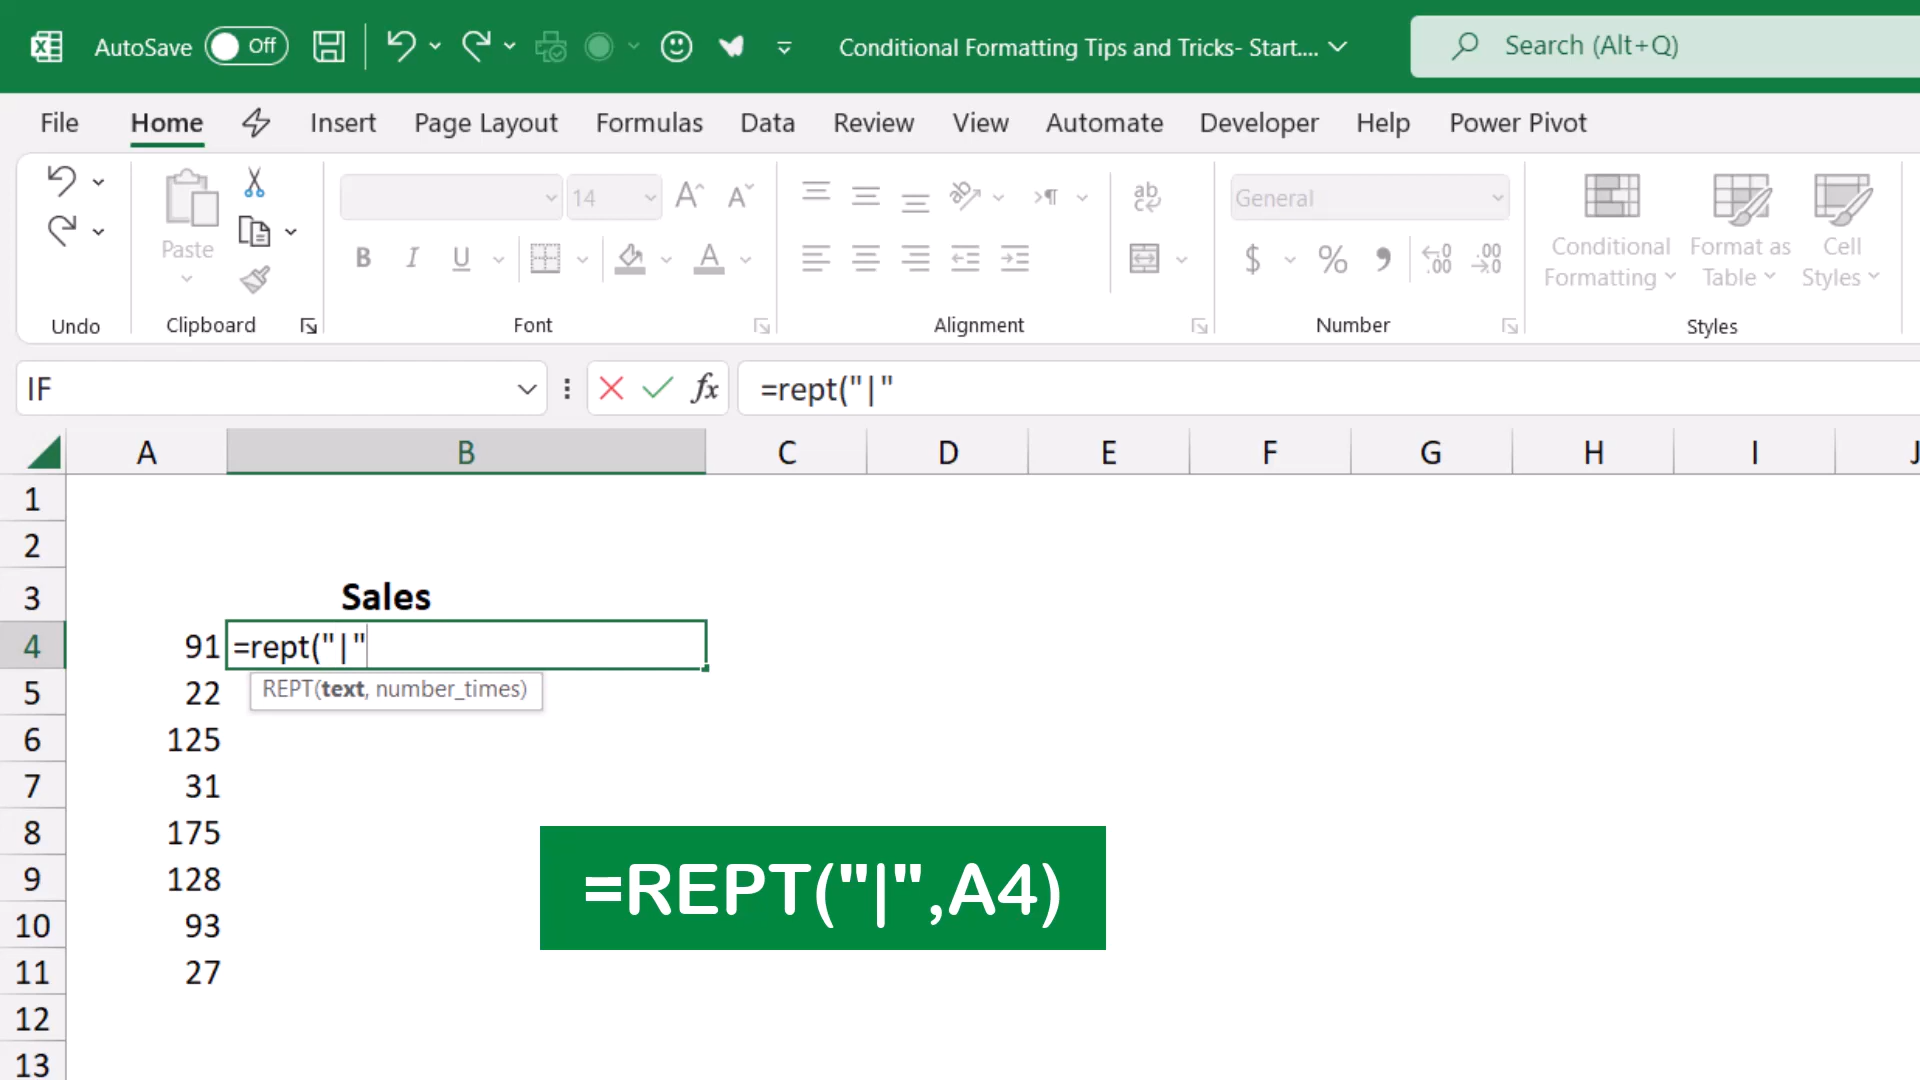 AutoSave Off Conditional Formatting Tips and Tricks- Start.... Search (Alt+Q)
File Home Insert Page Layout Formulas Data Review View Automate Developer Help Power Pivot
Paste
14
General
Conditional Formatting
Format as Table
Cell Styles
Undo Clipboard Font Alignment Number Styles
IF =rept("|"
A B C D E F G H I J
1
2
3 Sales
4 91 =rept("|"
REPT(text, number_times)
5 22
6 125
7 31
8 175
9 128
=REPT("|",A4)
10 93
11 27
12
13